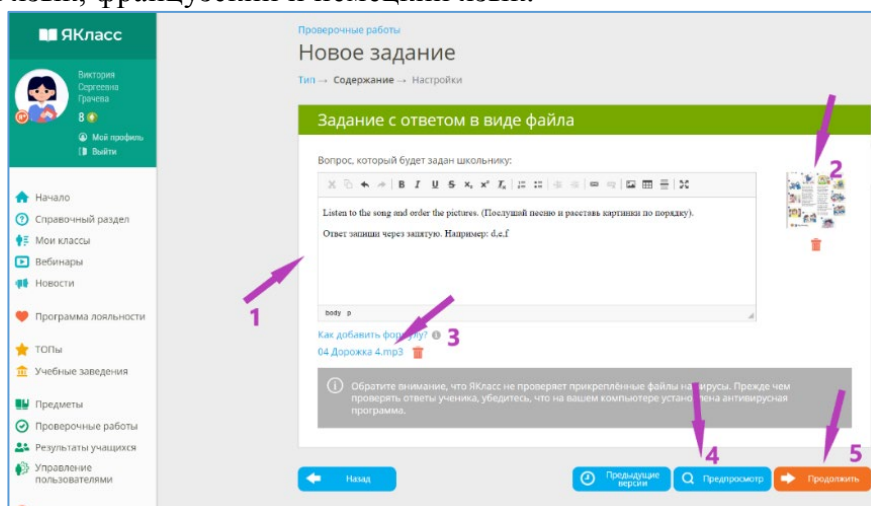 язык, французский и немецкий язык.
ЯКласс
Виктория
Сергеевна
Грачева
8
Мой профиль
Выйти
Начало
Справочный раздел
Мои классы
Вебинары
Новости
Программа лояльности
ТОПы
Учебные заведения
Предметы
Проверочные работы
Результаты учащихся
Управление
пользователями
Проверочные работы
Новое задание
Тип → Содержание → Настройки
Задание с ответом в виде файла
Вопрос, который будет задан школьнику:
Listen to the song and order the pictures. (Послушай песню и расставь картинки по порядку).
Ответ запиши через запятую. Например: d,e,f
body p
1
2
Как добавить формулу?
3
04 Дорожка 4.mp3
Обратите внимание, что ЯКласс не проверяет прикреплённые файлы на вирусы. Прежде чем
проверять ответы ученика, убедитесь, что на вашем компьютере установлена антивирусная
программа.
4
5
Назад
Предыдущие
версии
Предпросмотр
Продолжить